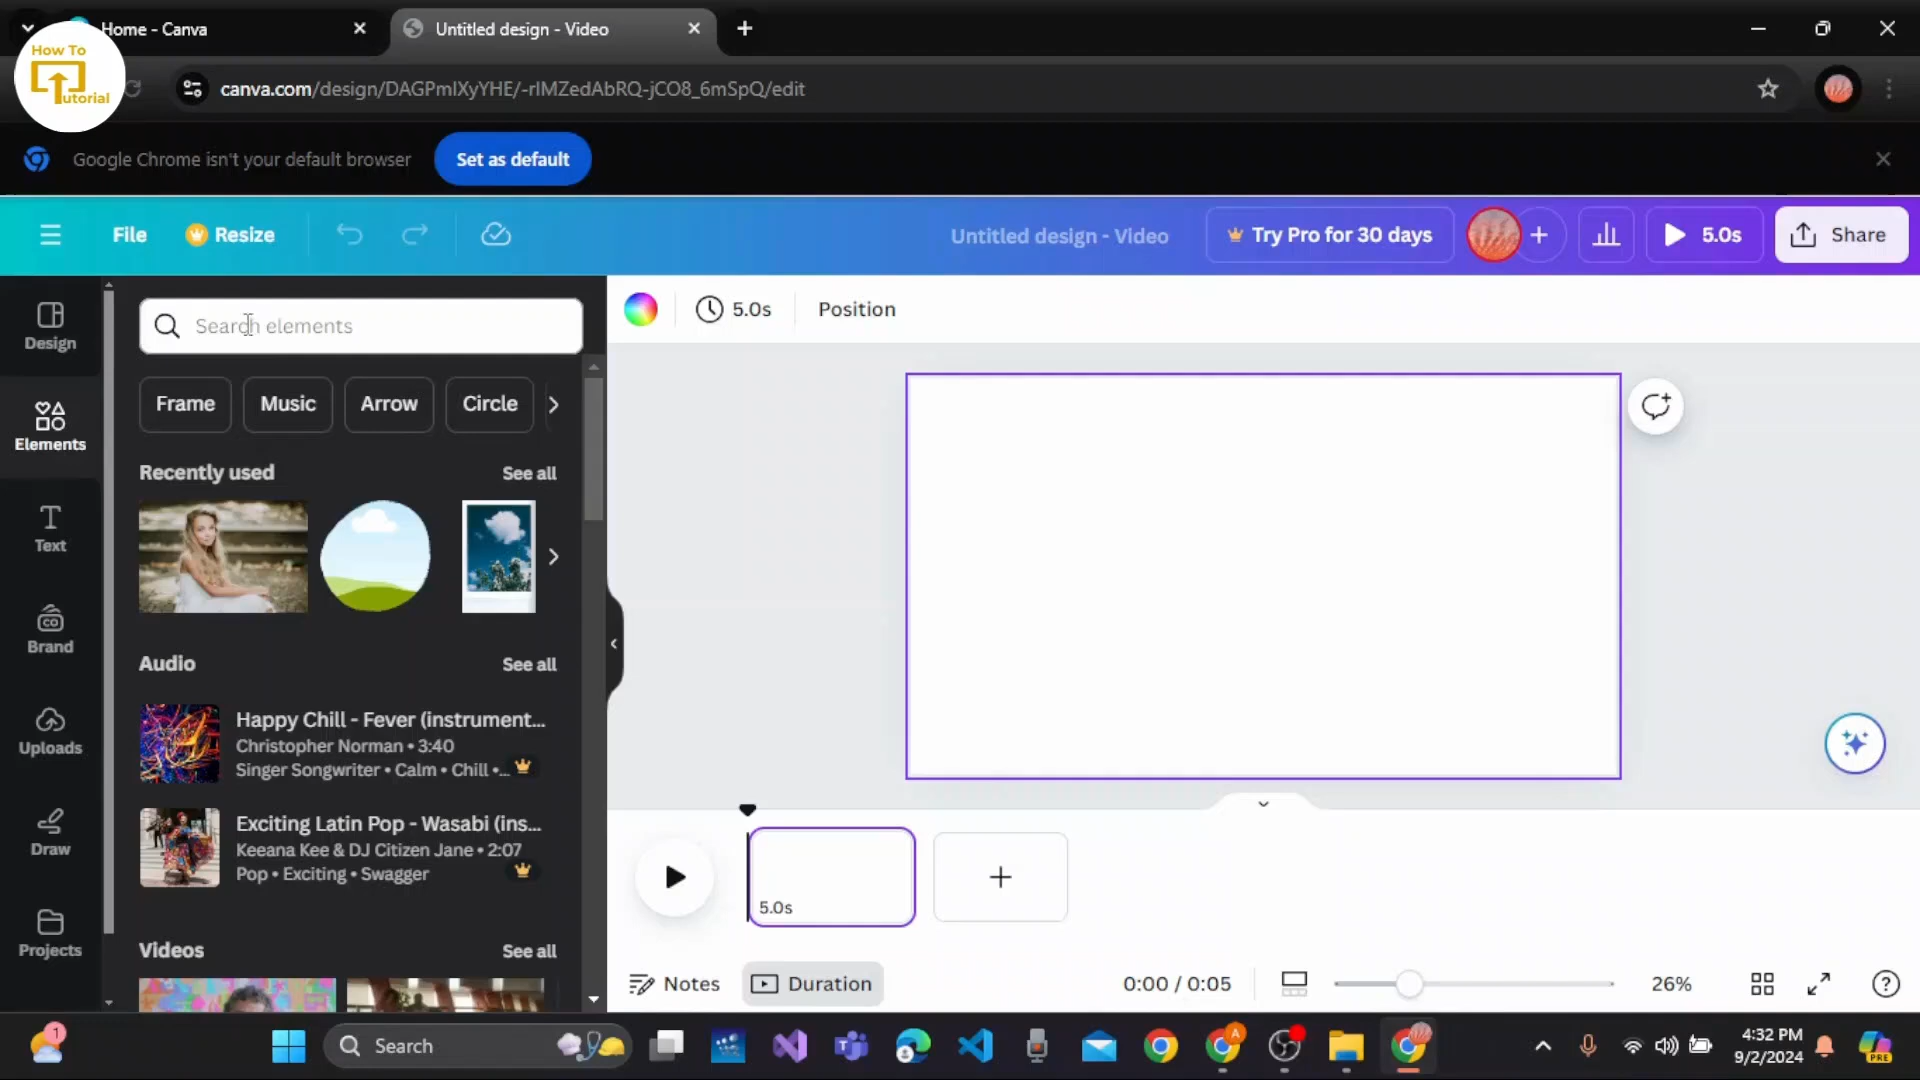 Home - Canva
Untitled design - Video
How To
Tutorial
canva.com/design/DAGPmIXyYHE/-rIMZedAbRQ-jCO8_6mSpQ/edit
Google Chrome isn't your default browser
Set as default
File
Resize
Untitled design - Video
Try Pro for 30 days
5.0s
Share
Design
Elements
Text
Brand
Uploads
Draw
Projects
Search elements
Frame
Music
Arrow
Circle
Recently used
See all
Audio
See all
Happy Chill - Fever (instrument...
Christopher Norman • 3:40
Singer Songwriter • Calm • Chill •...
Exciting Latin Pop - Wasabi (ins...
Keeana Kee & DJ Citizen Jane • 2:07
Pop • Exciting • Swagger
Videos
See all
5.0s
Position
5.0s
Notes
Duration
0:00 / 0:05
26%
1
Search
A
4:32 PM
9/2/2024
PRE